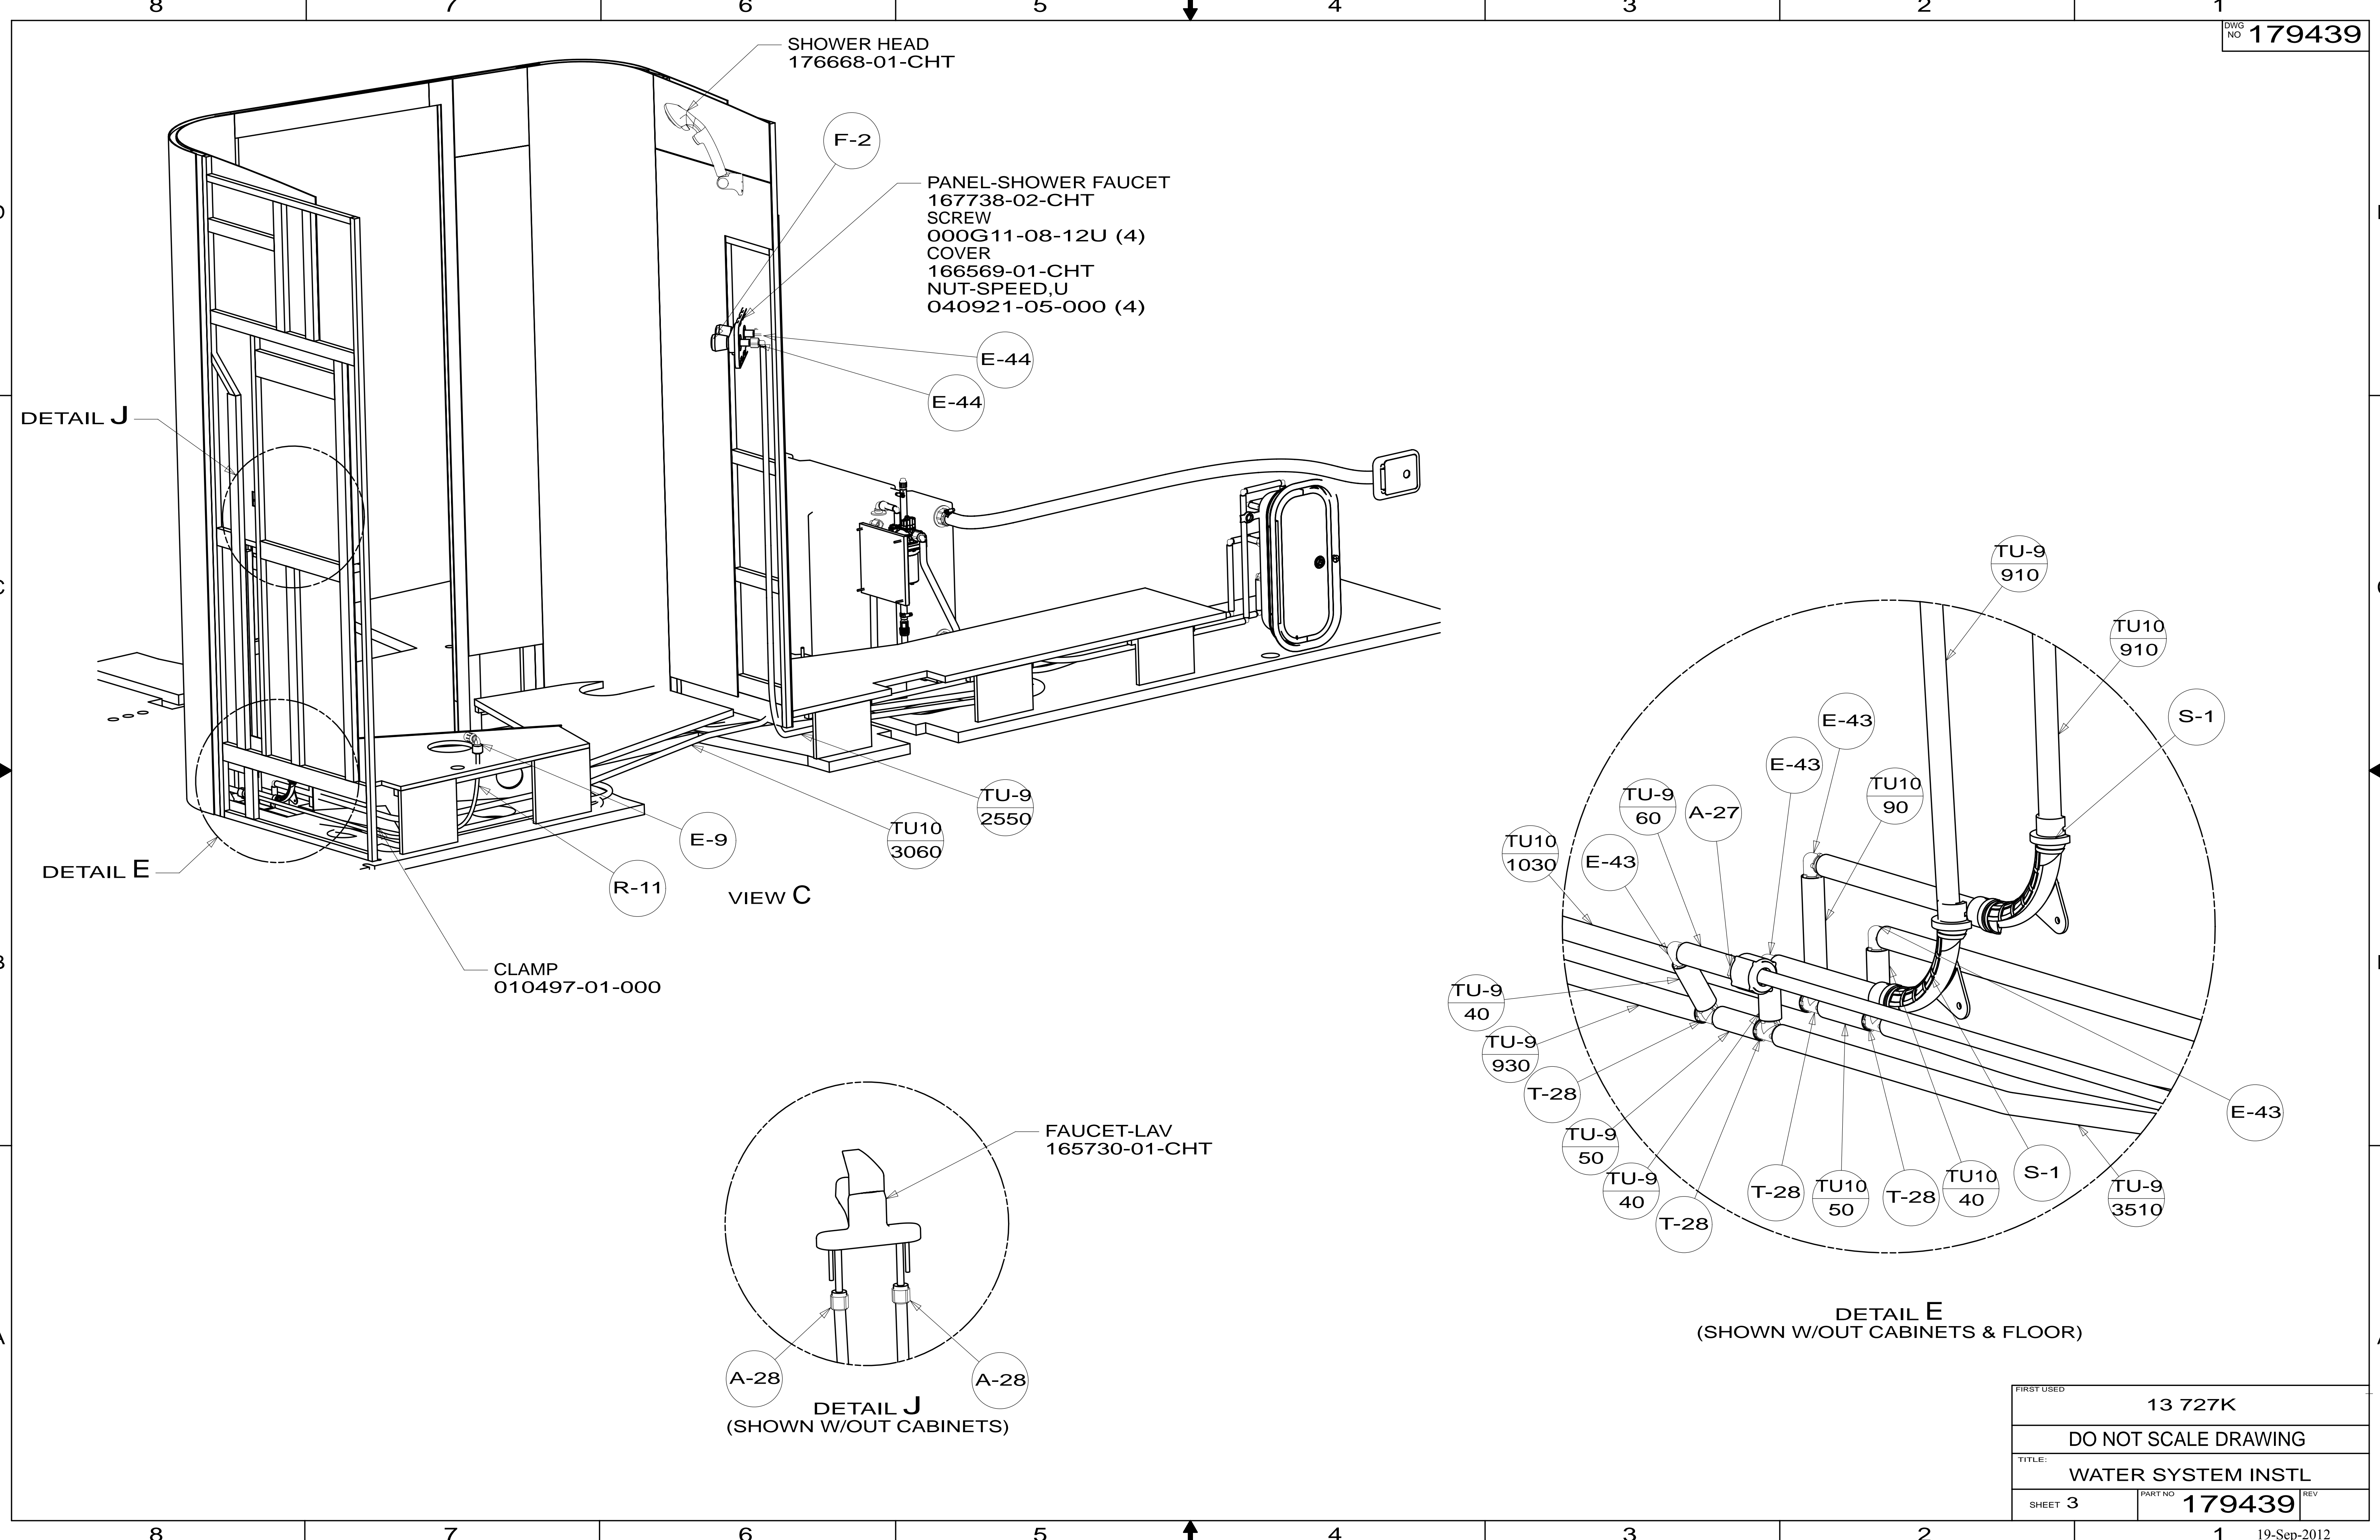 8 7 6 5 4 3 2 1
DWG NO 179439
SHOWER HEAD
176668-01-CHT
F-2
PANEL-SHOWER FAUCET
167738-02-CHT
SCREW
000G11-08-12U (4)
COVER
166569-01-CHT
NUT-SPEED,U
040921-05-000 (4)
E-44
E-44
DETAIL J
DETAIL E
TU-9
2550
TU10
3060
E-9
R-11
VIEW C
CLAMP
010497-01-000
TU-9
910
TU10
910
S-1
E-43
E-43
TU10
90
TU-9
60
A-27
TU10
1030
E-43
TU-9
40
TU-9
930
T-28
TU-9
50
TU-9
40
T-28
T-28
TU10
50
T-28
TU10
40
S-1
TU-9
3510
E-43
DETAIL E
(SHOWN W/OUT CABINETS & FLOOR)
FAUCET-LAV
165730-01-CHT
A-28
A-28
DETAIL J
(SHOWN W/OUT CABINETS)
FIRST USED
13 727K
DO NOT SCALE DRAWING
TITLE:
WATER SYSTEM INSTL
SHEET 3
PART NO 179439
REV
8 7 6 5 4 3 2 1
19-Sep-2012